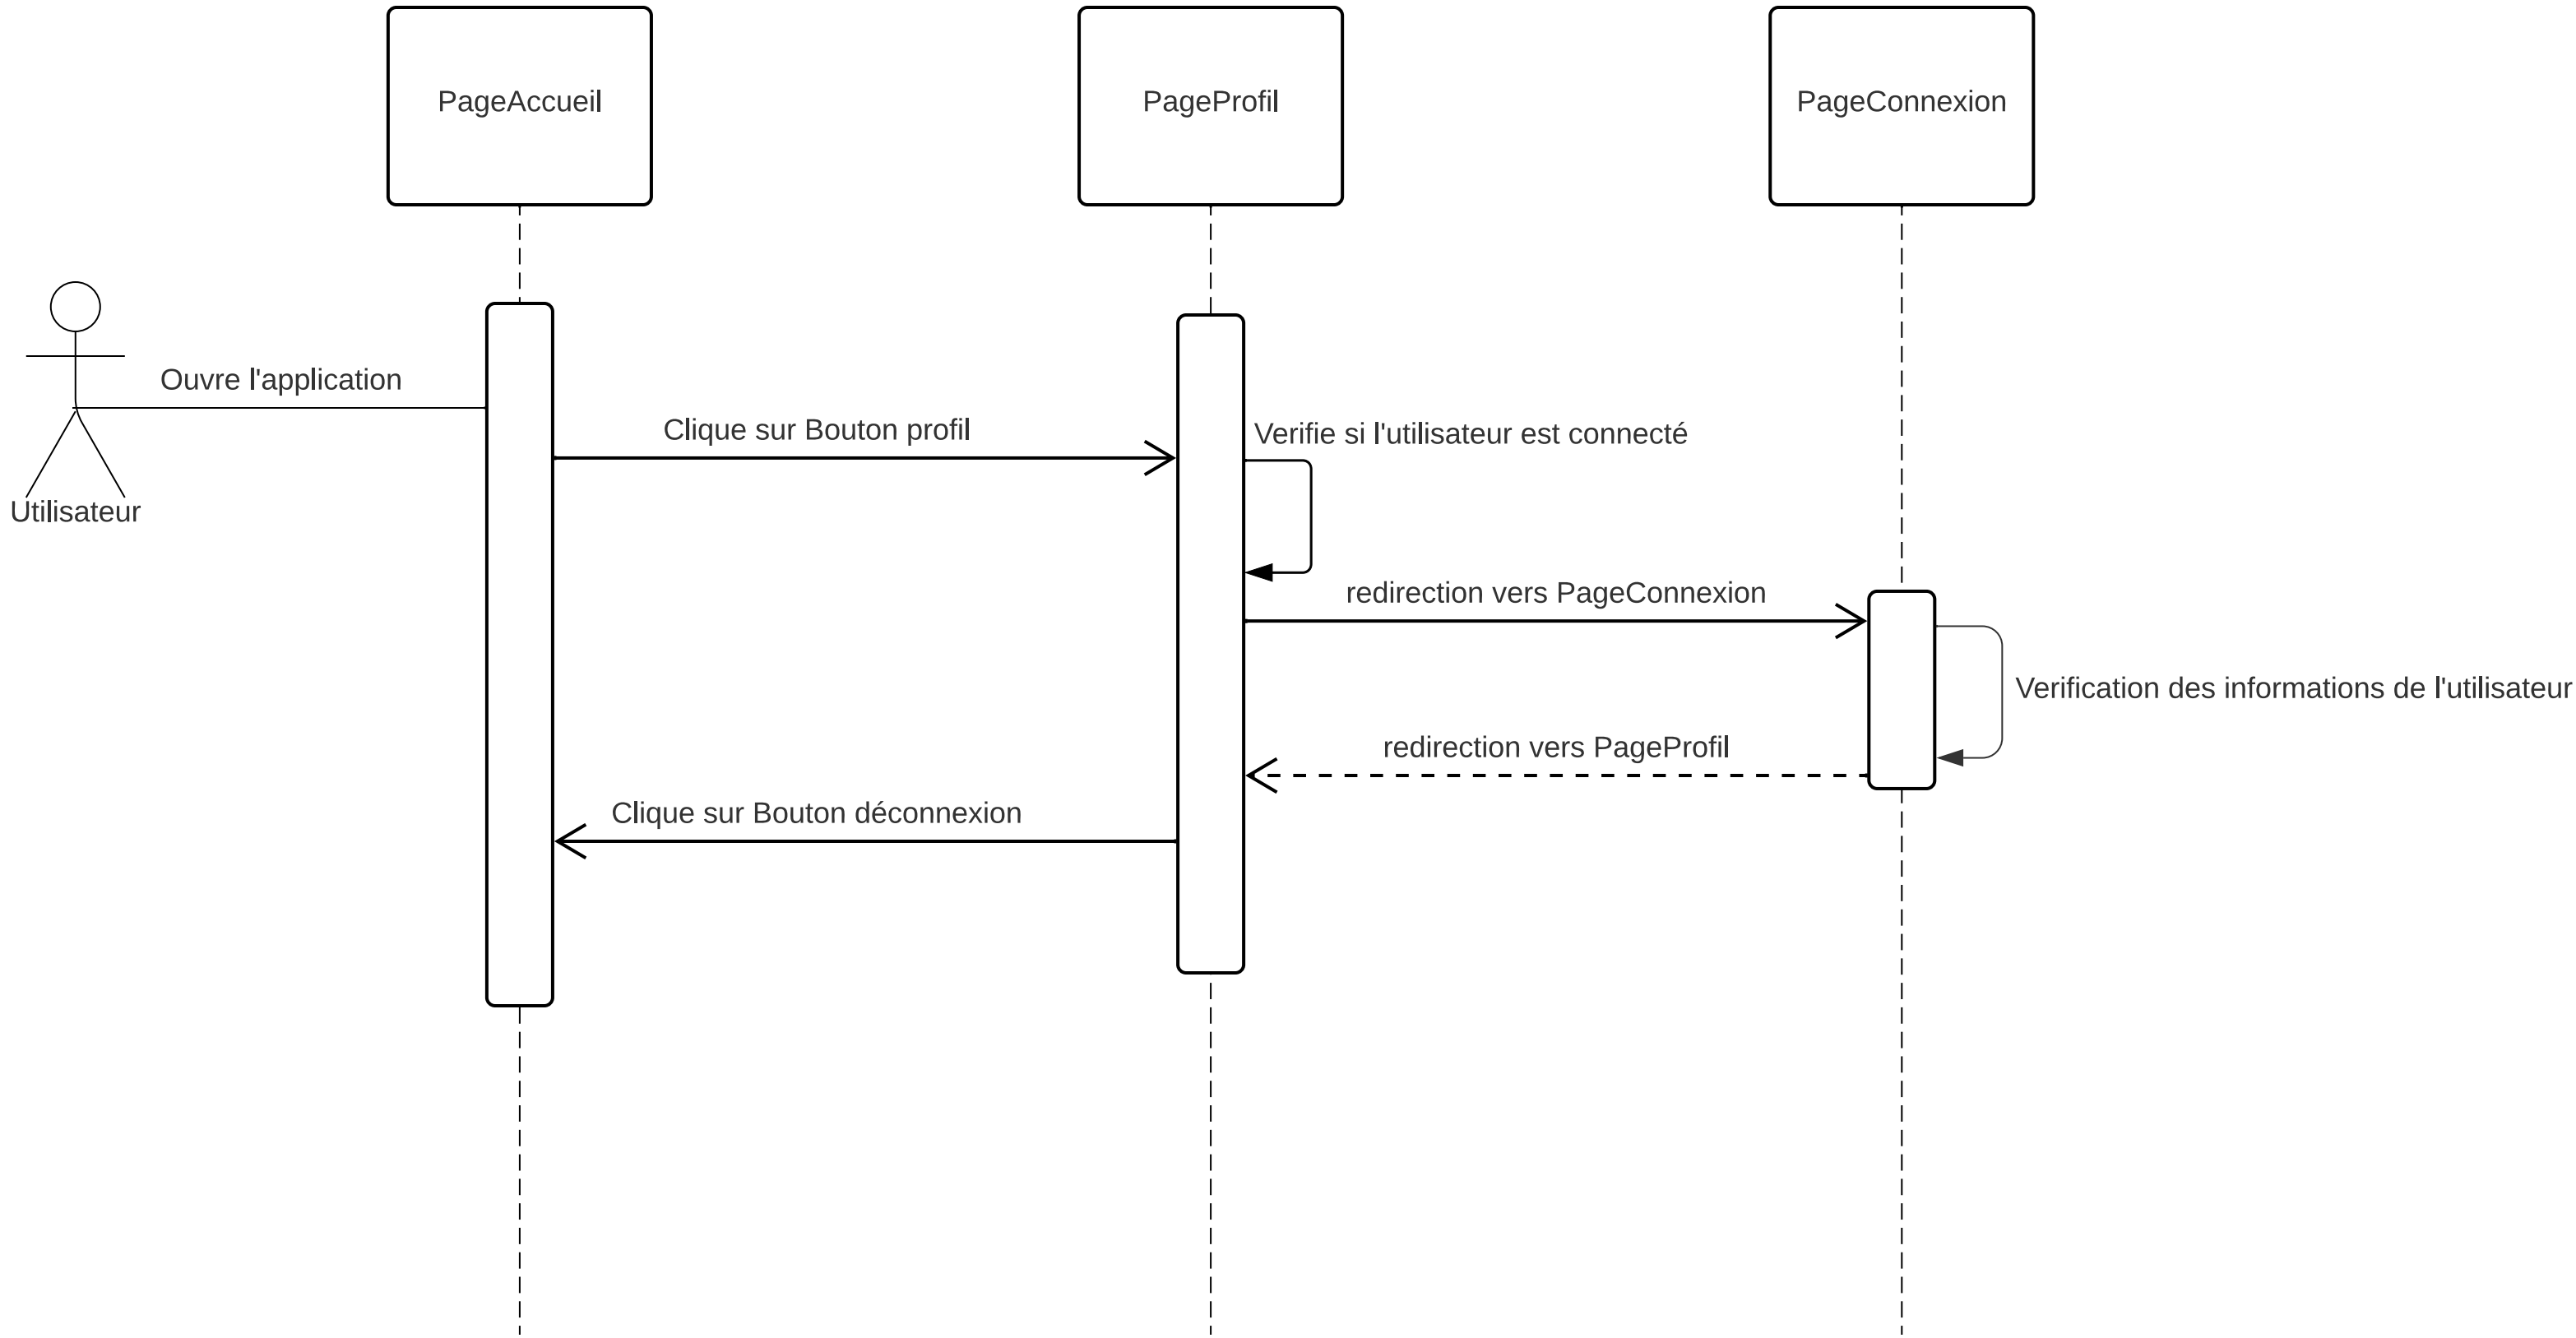 PageAccueil
PageProfil
PageConnexion
Ouvre l'application
Clique sur Bouton profil
Verifie si l'utilisateur est connecté
Utilisateur
redirection vers PageConnexion
Verification des informations de l'utilisateur
redirection vers PageProfil
Clique sur Bouton déconnexion